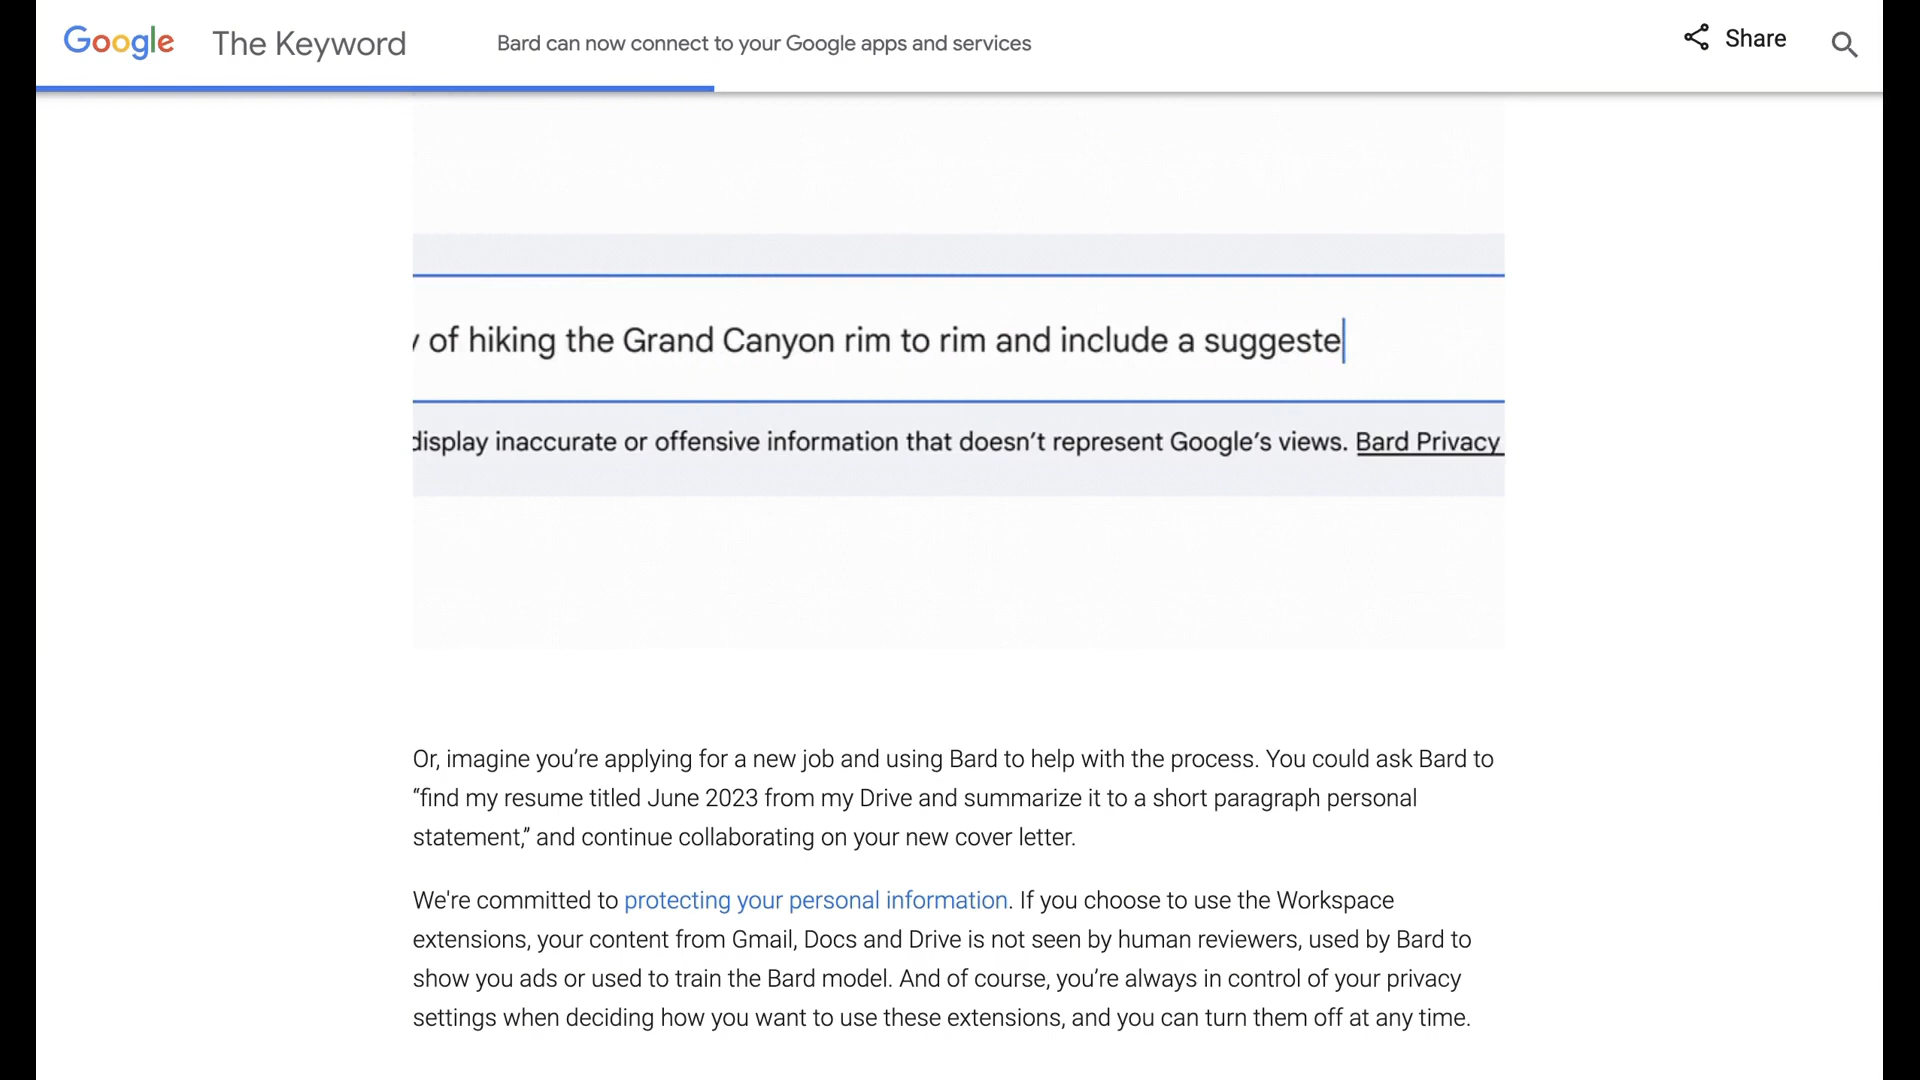 Google The Keyword Bard can now connect to your Google apps and services Share
of hiking the Grand Canyon rim to rim and include a suggeste
display inaccurate or offensive information that doesn’t represent Google’s views. Bard Privacy
Or, imagine you’re applying for a new job and using Bard to help with the process. You could ask Bard to
“find my resume titled June 2023 from my Drive and summarize it to a short paragraph personal
statement,” and continue collaborating on your new cover letter.
We're committed to protecting your personal information. If you choose to use the Workspace
extensions, your content from Gmail, Docs and Drive is not seen by human reviewers, used by Bard to
show you ads or used to train the Bard model. And of course, you’re always in control of your privacy
settings when deciding how you want to use these extensions, and you can turn them off at any time.